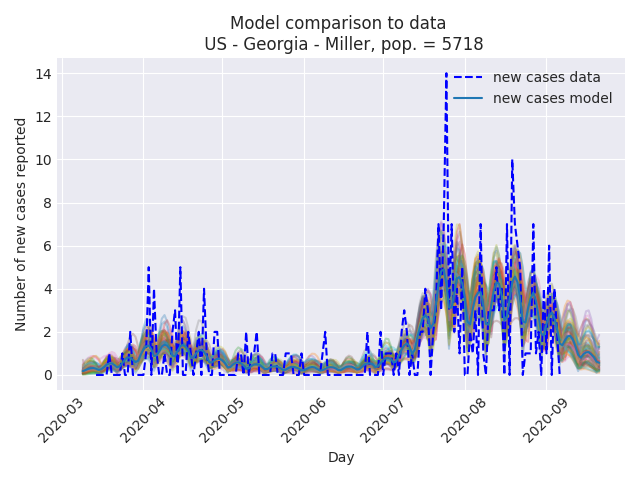 Model comparison to data
US - Georgia - Miller, pop. = 5718
new cases data
new cases model
Number of new cases reported
14
12
10
8
6
4
2
0
2020-03
2020-04
2020-05
2020-06
2020-07
2020-08
2020-09
Day